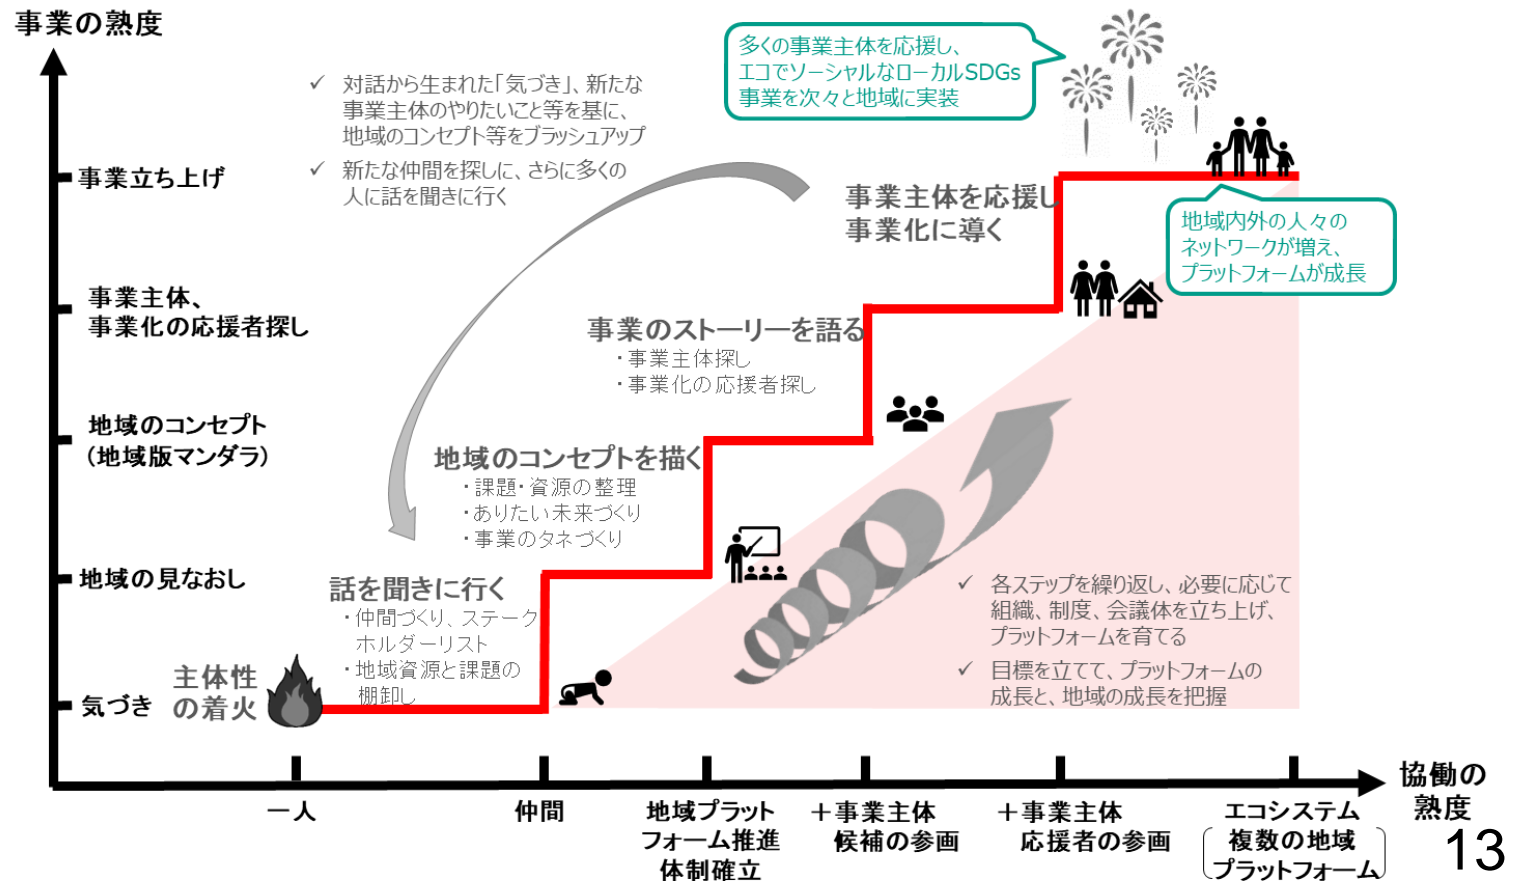 事業の熟度
多くの事業主体を応援し、
エコでソーシャルなローカルSDGs
事業を次々と地域に実装
✓ 対話から生まれた「気づき」、新たな
事業主体のやりたいこと等を基に、
地域のコンセプト等をブラッシュアップ
✓ 新たな仲間を探しに、さらに多くの
人に話を聞きに行く
事業立ち上げ
事業主体を応援し
事業化に導く
地域内外の人々の
ネットワークが増え、
プラットフォームが成長
事業主体、
事業化の応援者探し
事業のストーリーを語る
・事業主体探し
・事業化の応援者探し
地域のコンセプト
（地域版マンダラ）
地域のコンセプトを描く
・課題・資源の整理
・ありたい未来づくり
・事業のタネづくり
地域の見なおし
話を聞きに行く
・仲間づくり、ステーク
ホルダーリスト
・地域資源と課題の
棚卸し
✓ 各ステップを繰り返し、必要に応じて
組織、制度、会議体を立ち上げ、
プラットフォームを育てる
✓ 目標を立てて、プラットフォームの
成長と、地域の成長を把握
気づき
主体性
の着火
一人
仲間
地域プラット
フォーム推進
体制確立
＋事業主体
候補の参画
＋事業主体
応援者の参画
エコシステム
複数の地域
プラットフォーム
協働の
熟度
13